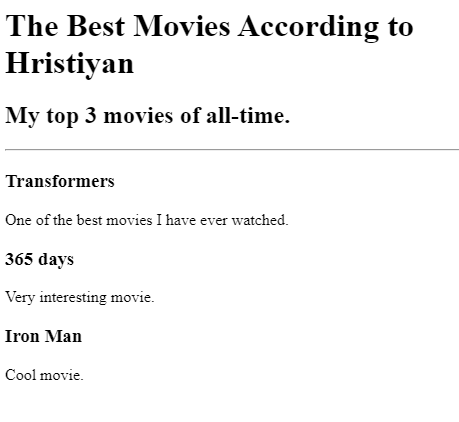 The Best Movies According to
Hristiyan
My top 3 movies of all-time.
Transformers
One of the best movies I have ever watched.
365 days
Very interesting movie.
Iron Man
Cool movie.